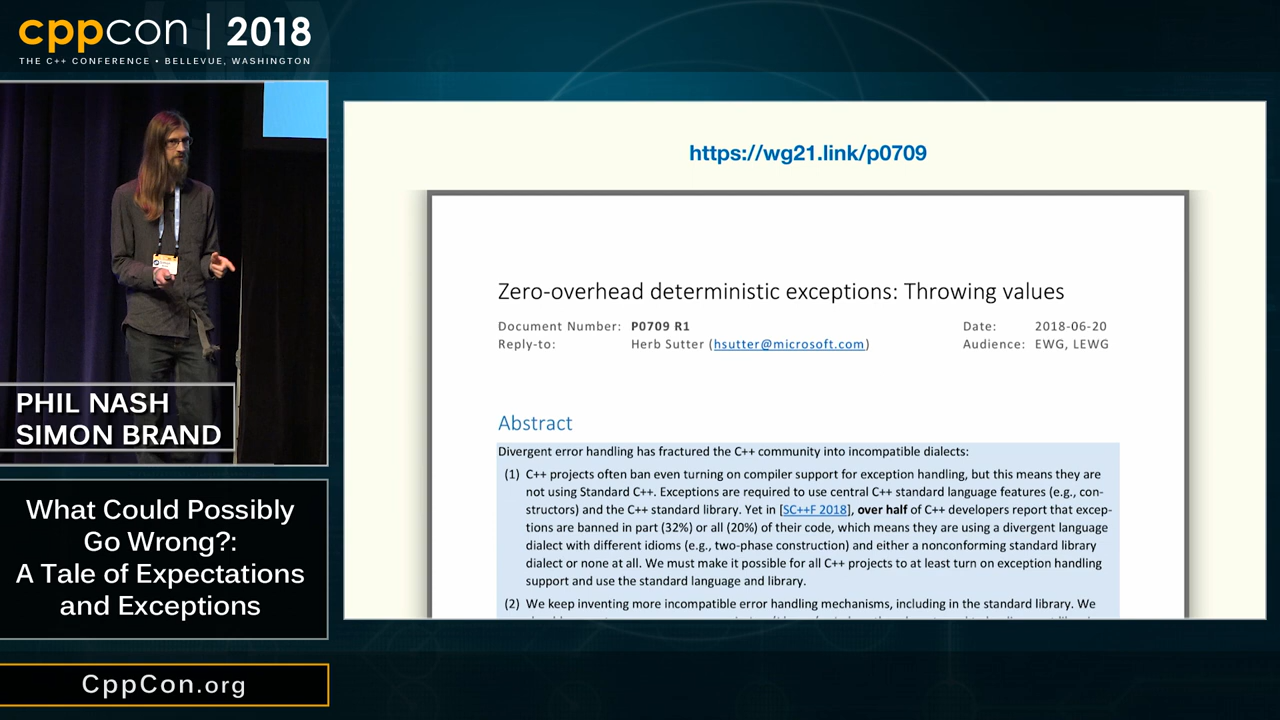 cppcon | 2018
THE C++ CONFERENCE • BELLEVUE, WASHINGTON
PHIL NASH
SIMON BRAND
What Could Possibly
Go Wrong?:
A Tale of Expectations
and Exceptions
CppCon.org
https://wg21.link/p0709
Zero-overhead deterministic exceptions: Throwing values
Document Number: P0709 R1 Date: 2018-06-20
Reply-to: Herb Sutter (hsutter@microsoft.com) Audience: EWG, LEWG
Abstract
Divergent error handling has fractured the C++ community into incompatible dialects:
(1) C++ projects often ban even turning on compiler support for exception handling, but this means they are
not using Standard C++. Exceptions are required to use central C++ standard language features (e.g., con-
structors) and the C++ standard library. Yet in [SC++F 2018], over half of C++ developers report that excep-
tions are banned in part (32%) or all (20%) of their code, which means they are using a divergent language
dialect with different idioms (e.g., two-phase construction) and either a nonconforming standard library
dialect or none at all. We must make it possible for all C++ projects to at least turn on exception handling
support and use the standard language and library.
(2) We keep inventing more incompatible error handling mechanisms, including in the standard library. We